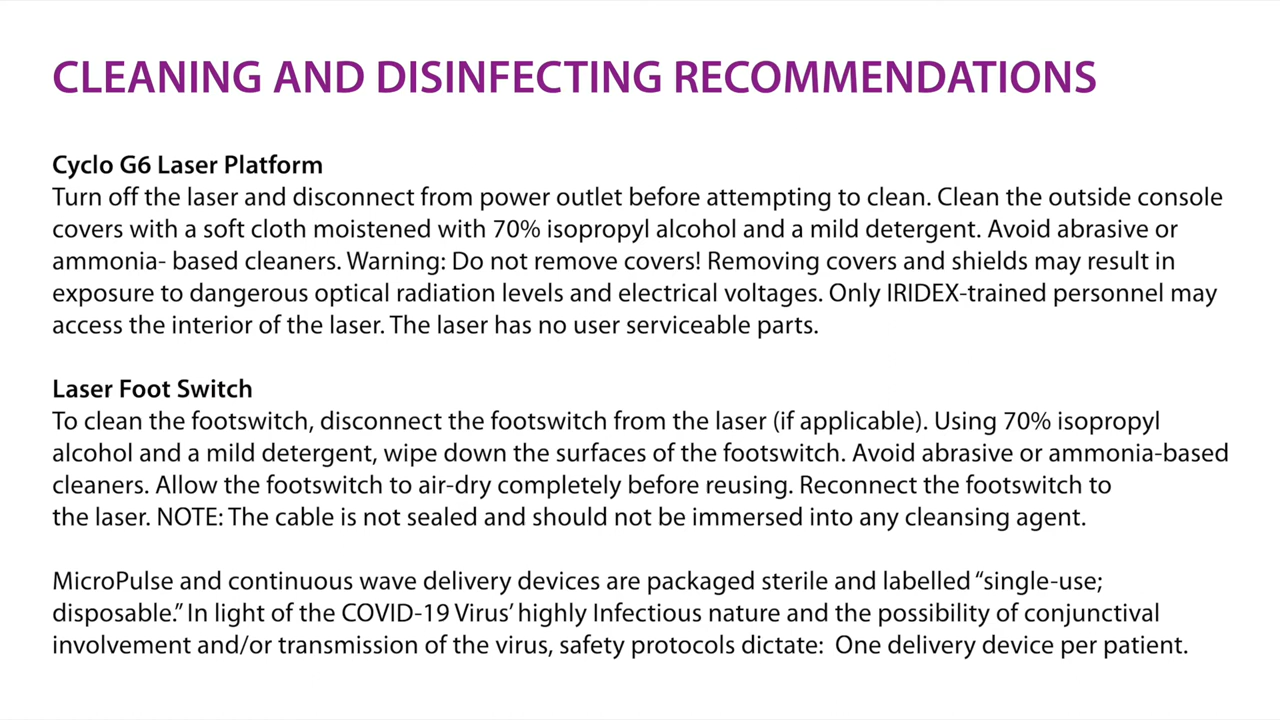 CLEANING AND DISINFECTING RECOMMENDATIONS
Cyclo G6 Laser Platform
Turn off the laser and disconnect from power outlet before attempting to clean. Clean the outside console
covers with a soft cloth moistened with 70% isopropyl alcohol and a mild detergent. Avoid abrasive or
ammonia- based cleaners. Warning: Do not remove covers! Removing covers and shields may result in
exposure to dangerous optical radiation levels and electrical voltages. Only IRIDEX-trained personnel may
access the interior of the laser. The laser has no user serviceable parts.
Laser Foot Switch
To clean the footswitch, disconnect the footswitch from the laser (if applicable). Using 70% isopropyl
alcohol and a mild detergent, wipe down the surfaces of the footswitch. Avoid abrasive or ammonia-based
cleaners. Allow the footswitch to air-dry completely before reusing. Reconnect the footswitch to
the laser. NOTE: The cable is not sealed and should not be immersed into any cleansing agent.
MicroPulse and continuous wave delivery devices are packaged sterile and labelled “single-use;
disposable.” In light of the COVID-19 Virus’ highly Infectious nature and the possibility of conjunctival
involvement and/or transmission of the virus, safety protocols dictate:  One delivery device per patient.